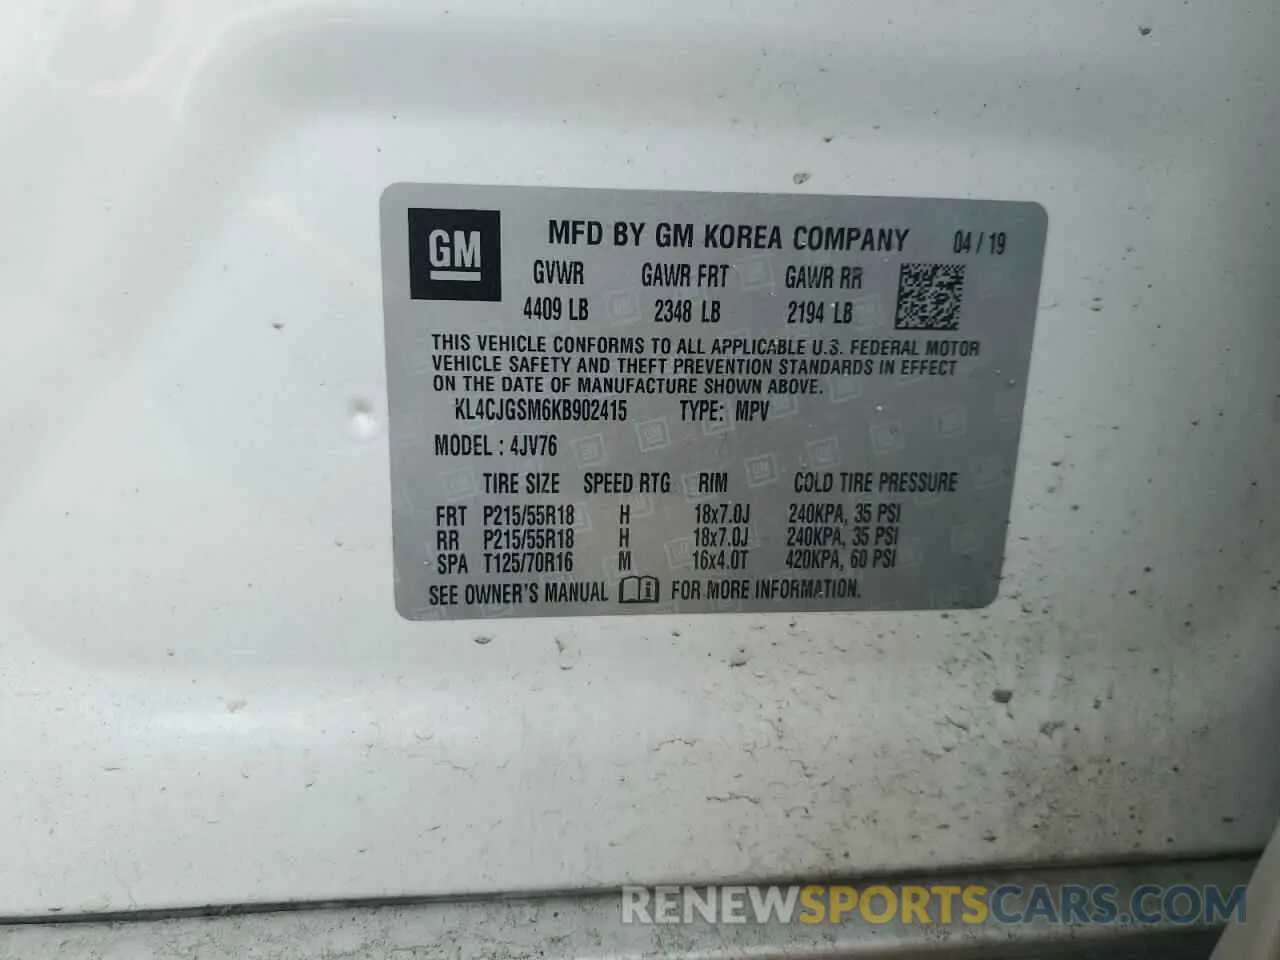 GM
MFD BY GM KOREA COMPANY 04 / 19
GVWR GAWR FRT GAWR RR
4409 LB 2348 LB 2194 LB
THIS VEHICLE CONFORMS TO ALL APPLICABLE U.S. FEDERAL MOTOR
VEHICLE SAFETY AND THEFT PREVENTION STANDARDS IN EFFECT
ON THE DATE OF MANUFACTURE SHOWN ABOVE.
KL4CJGSM6KB902415 TYPE: MPV
MODEL : 4JV76
TIRE SIZE SPEED RTG RIM COLD TIRE PRESSURE
FRT P215/55R18 H 18x7.0J 240KPA, 35 PSI
RR P215/55R18 H 18x7.0J 240KPA, 35 PSI
SPA T125/70R16 M 16x4.0T 420KPA, 60 PSI
SEE OWNER'S MANUAL i FOR MORE INFORMATION.
RENEWSPORTSCARS.COM